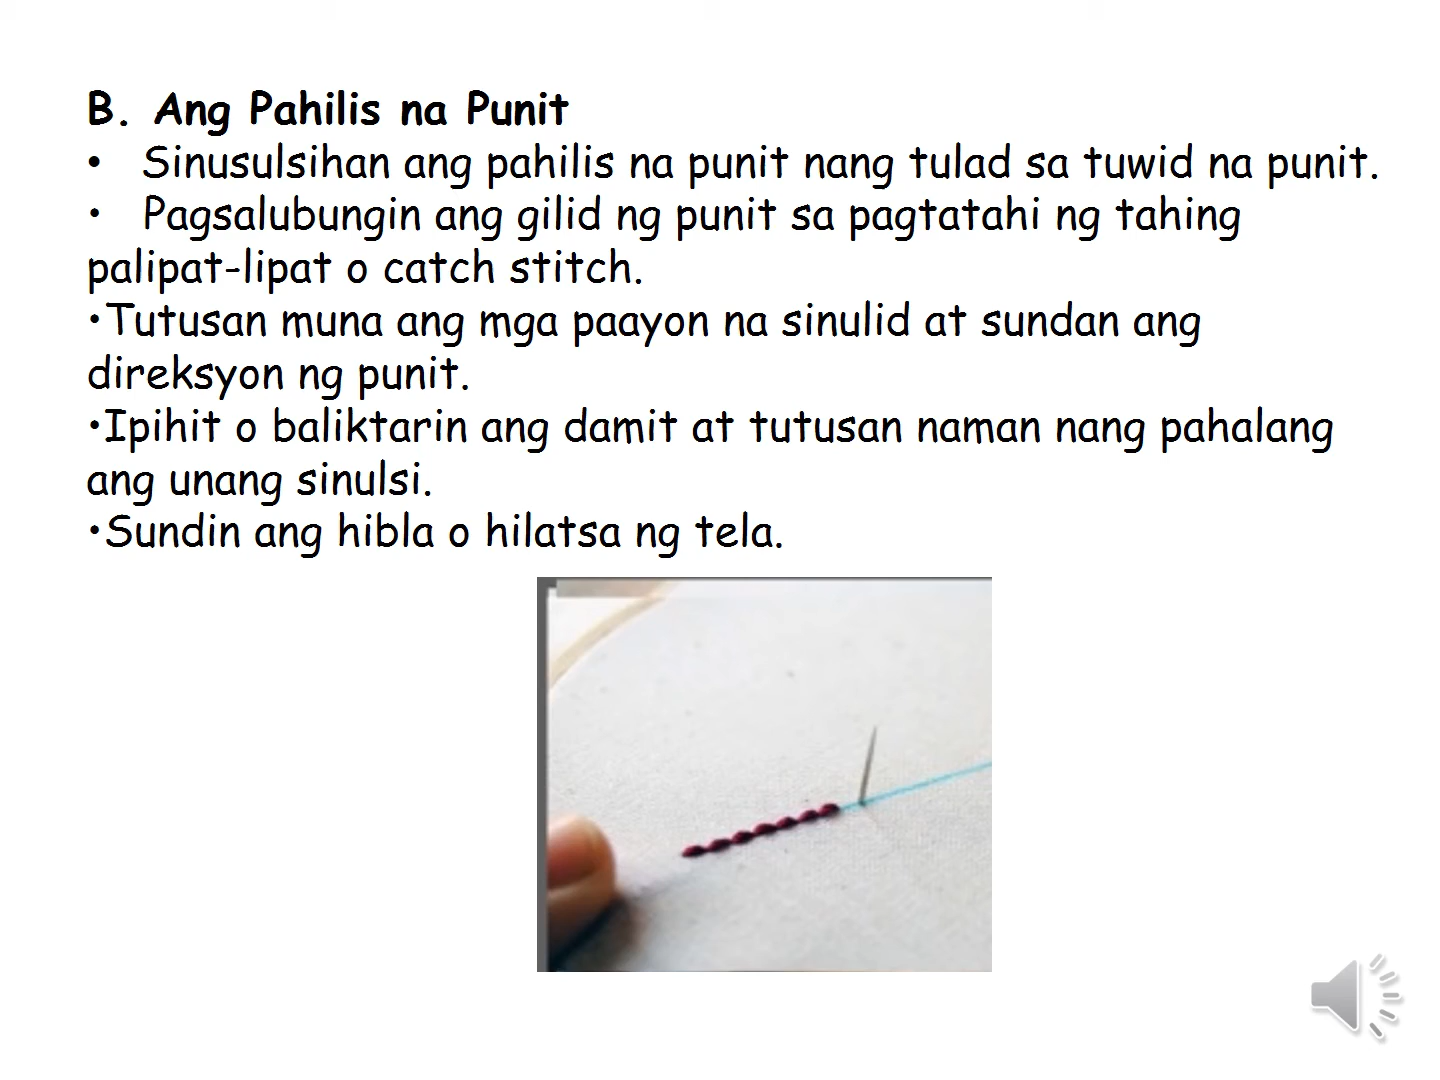 B. Ang Pahilis na Punit
• Sinusulsihan ang pahilis na punit nang tulad sa tuwid na punit.
• Pagsalubungin ang gilid ng punit sa pagtatahi ng tahing
palipat-lipat o catch stitch.
•Tutusan muna ang mga paayon na sinulid at sundan ang
direksyon ng punit.
•Ipihit o baliktarin ang damit at tutusan naman nang pahalang
ang unang sinulsi.
•Sundin ang hibla o hilatsa ng tela.